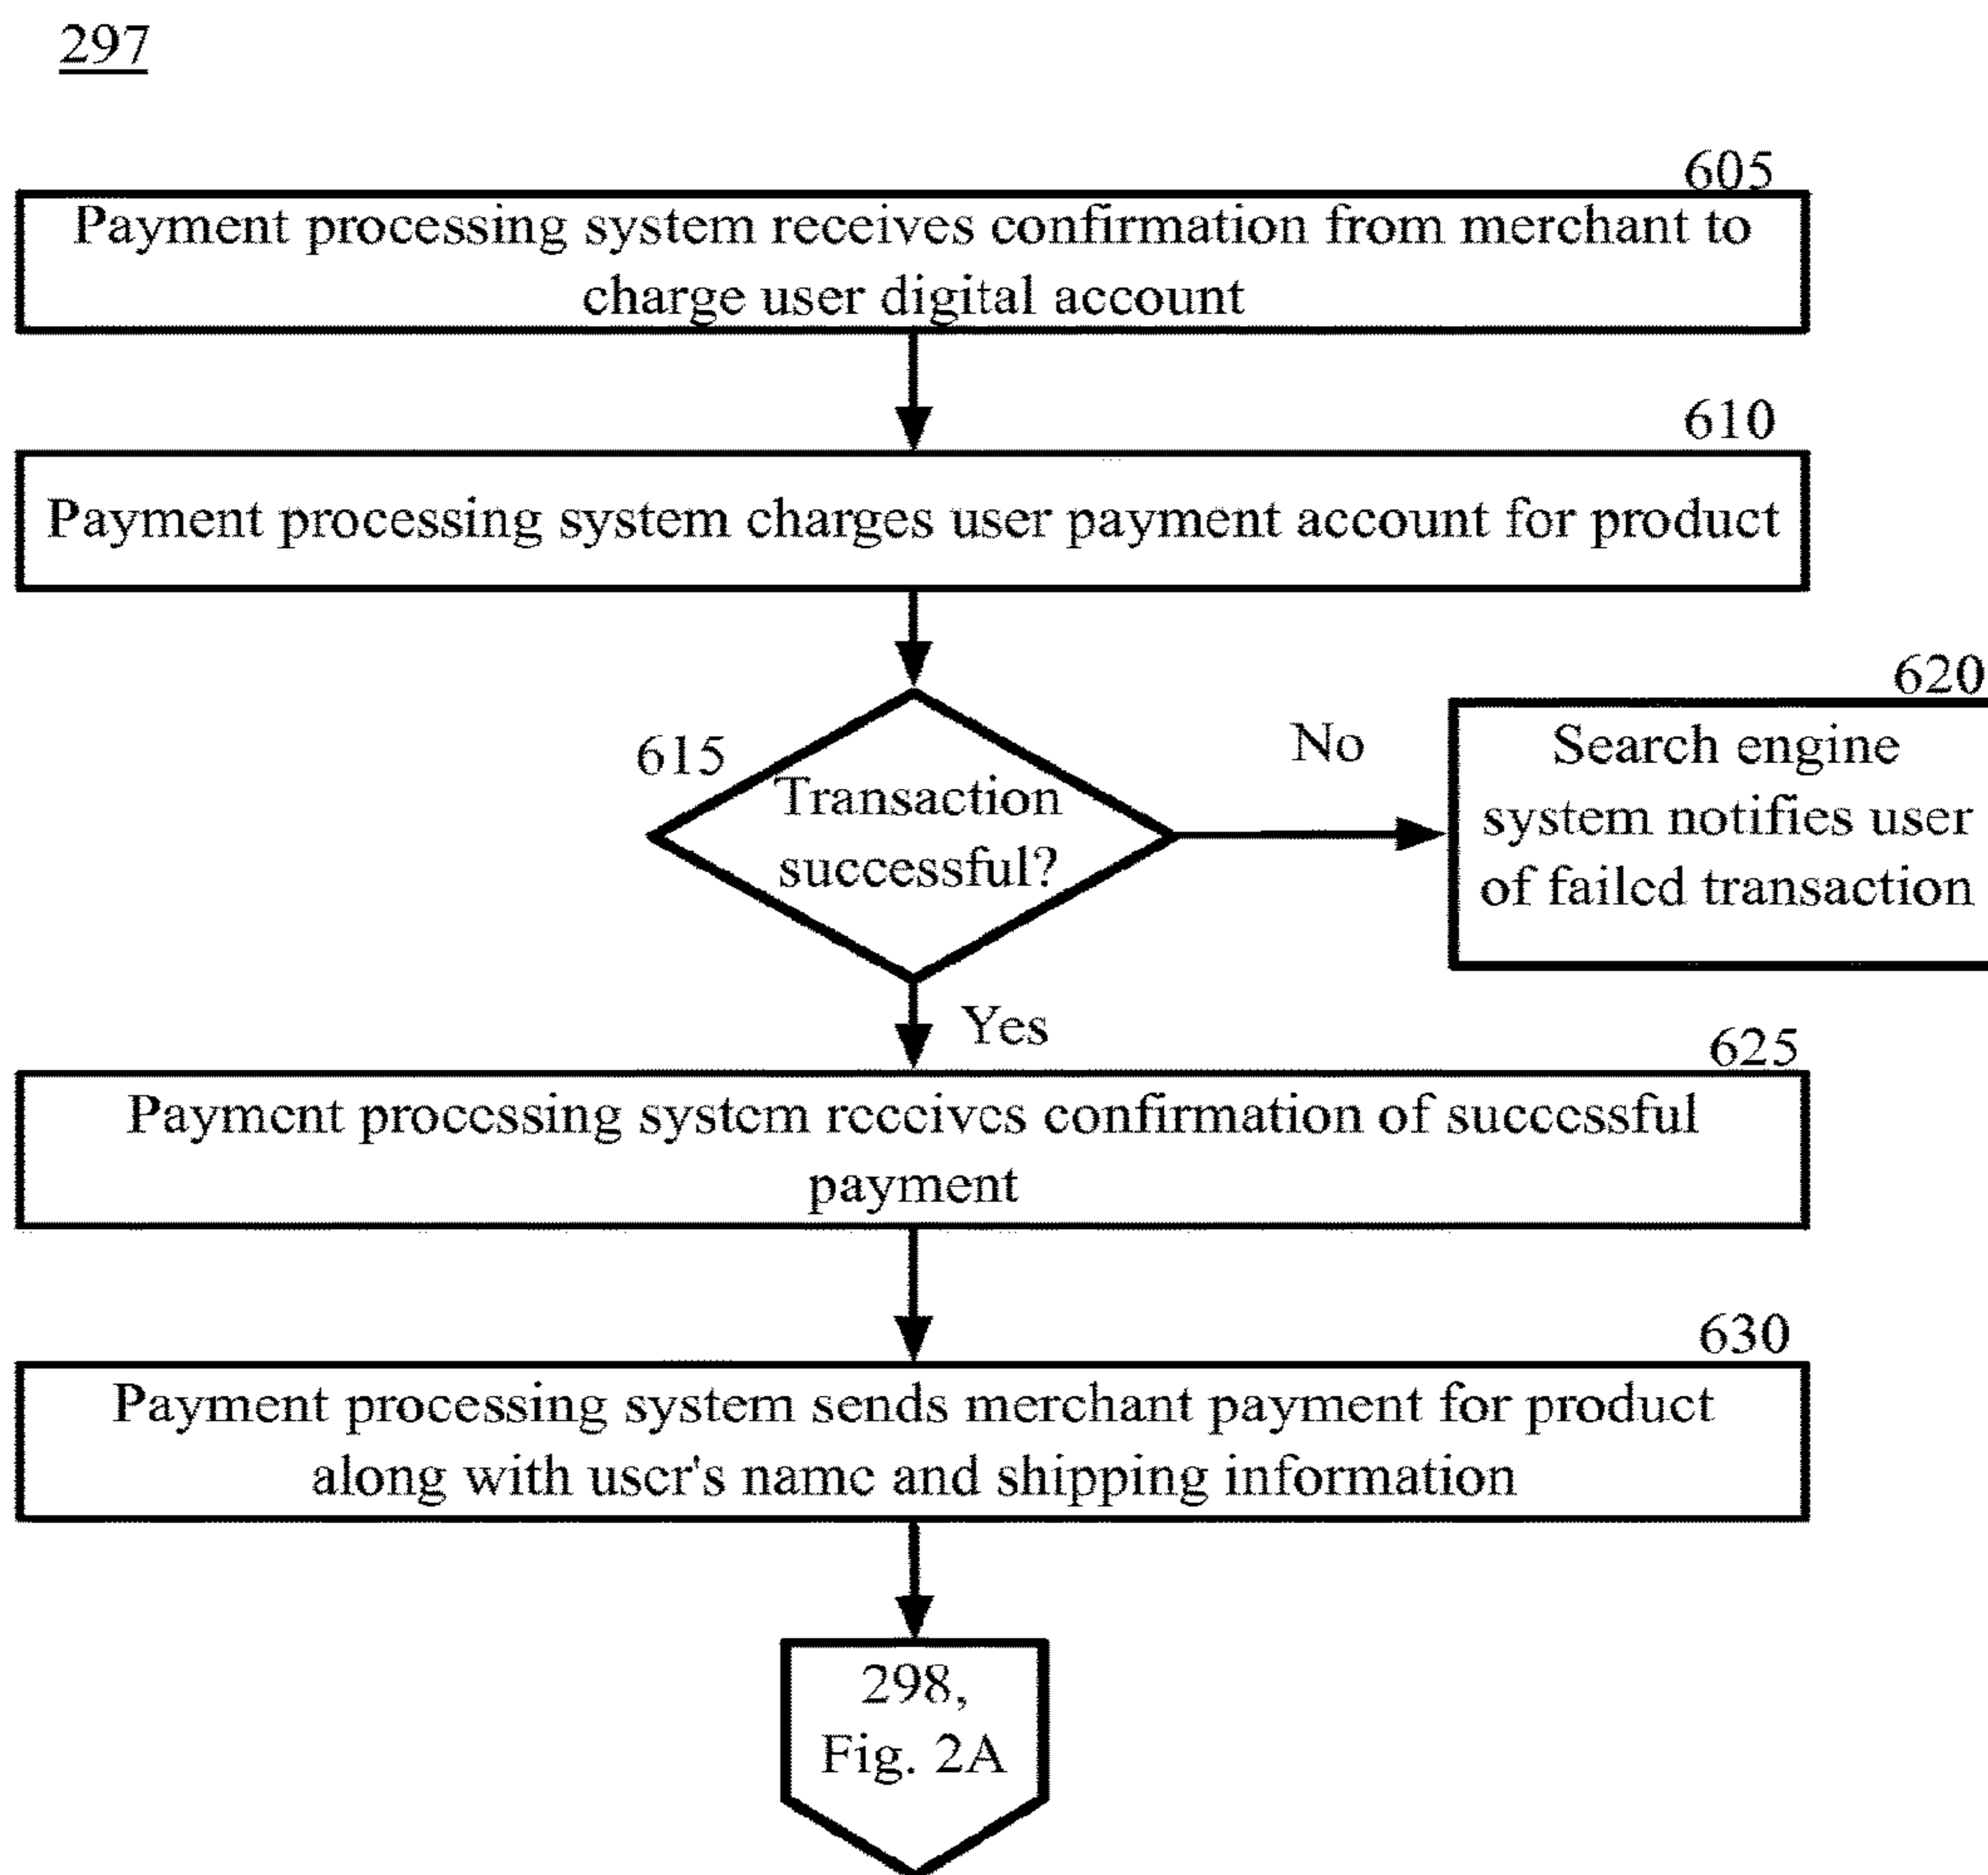 297
605
Payment processing system receives confirmation from merchant to
charge user digital account
610
Payment processing system charges user payment account for product
615
Transaction
successful?
No
620
Search engine
system notifies user
of failed transaction
Yes
625
Payment processing system receives confirmation of successful
payment
630
Payment processing system sends merchant payment for product
along with user's name and shipping information
298,
Fig. 2A